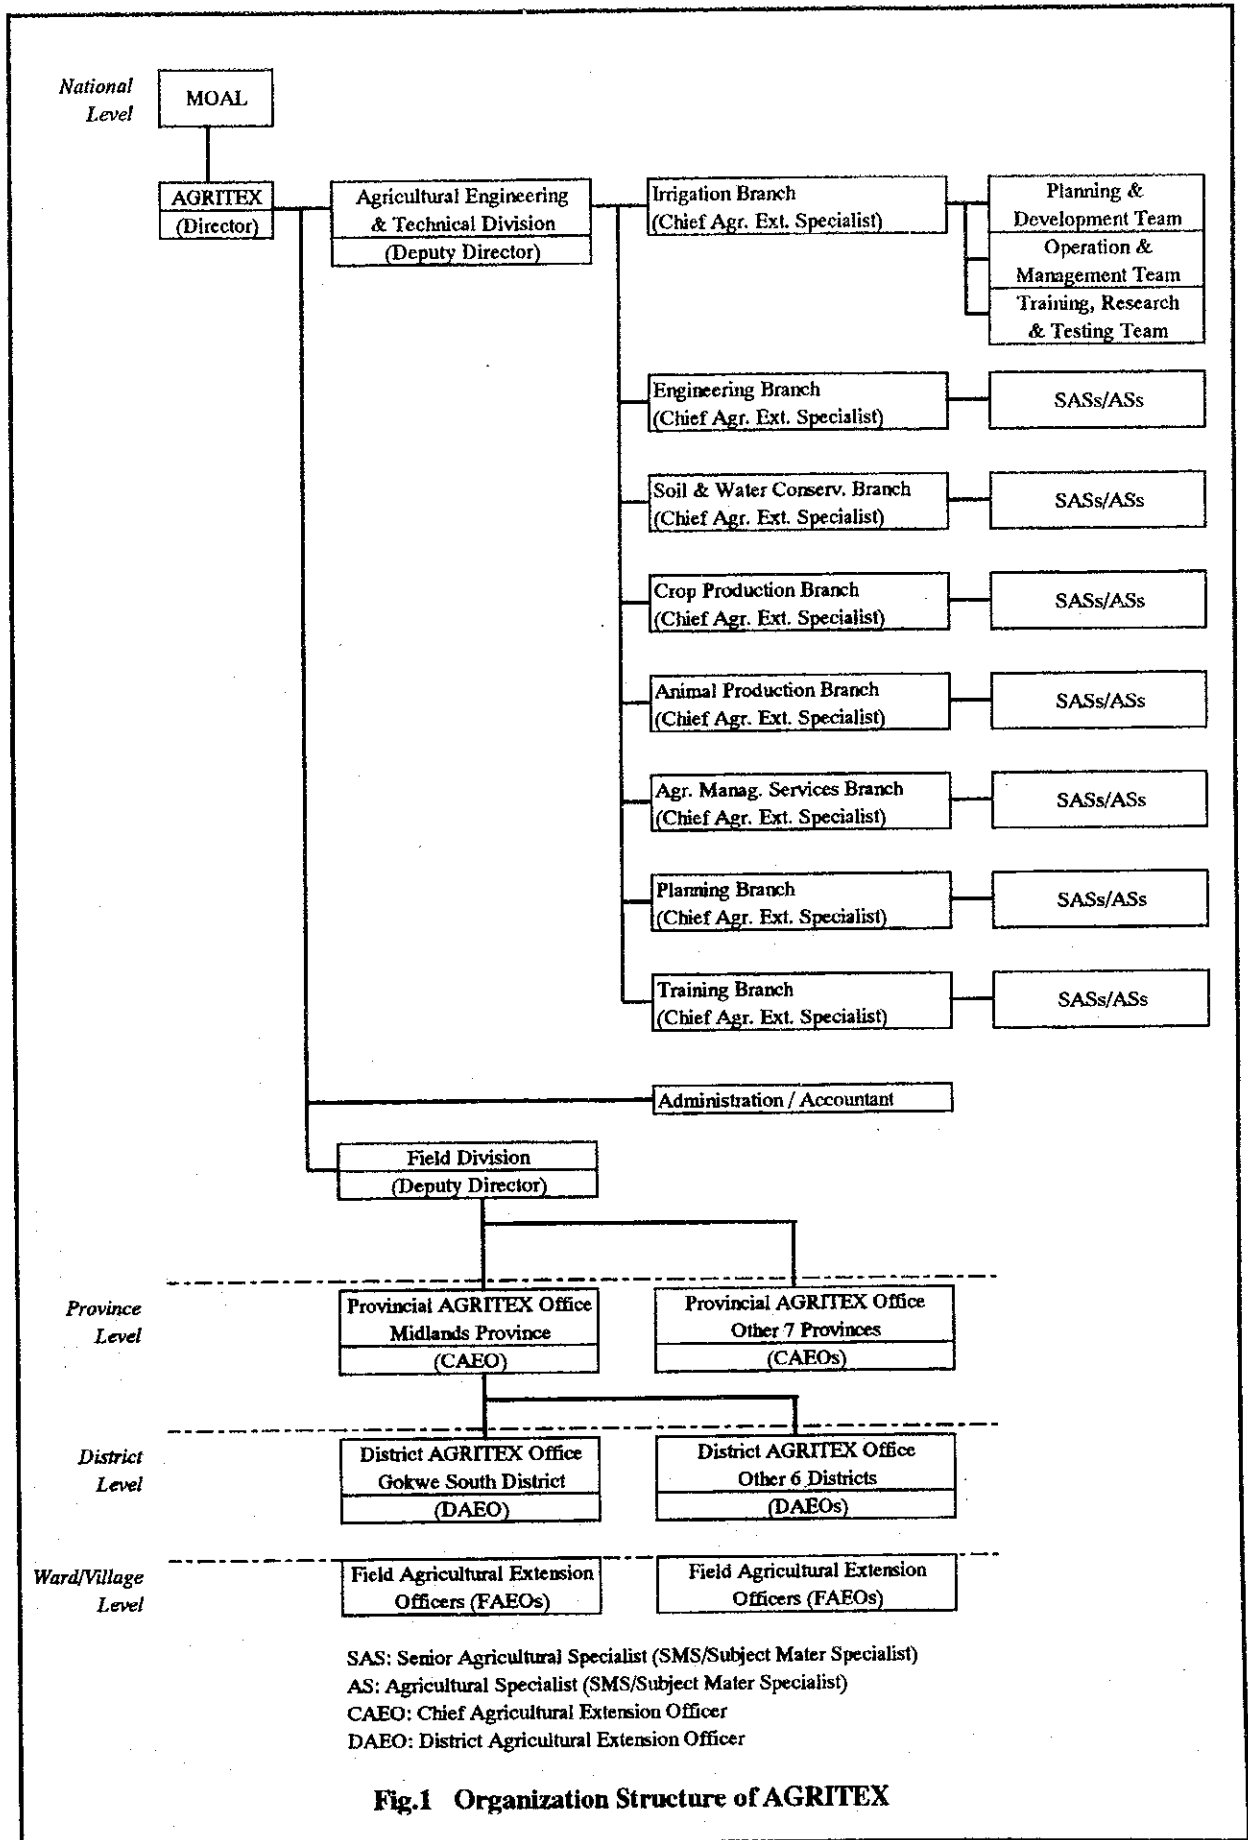 National
Level
MOAL
AGRITEX
(Director)
Agricultural Engineering
& Technical Division
(Deputy Director)
Irrigation Branch
(Chief Agr. Ext. Specialist)
Planning &
Development Team
Operation &
Management Team
Training, Research
& Testing Team
Engineering Branch
(Chief Agr. Ext. Specialist)
SASs/ASs
Soil & Water Conserv. Branch
(Chief Agr. Ext. Specialist)
SASs/ASs
Crop Production Branch
(Chief Agr. Ext. Specialist)
SASs/ASs
Animal Production Branch
(Chief Agr. Ext. Specialist)
SASs/ASs
Agr. Manag. Services Branch
(Chief Agr. Ext. Specialist)
SASs/ASs
Planning Branch
(Chief Agr. Ext. Specialist)
SASs/ASs
Training Branch
(Chief Agr. Ext. Specialist)
SASs/ASs
Administration / Accountant
Field Division
(Deputy Director)
Province
Level
Provincial AGRITEX Office
Midlands Province
(CAEO)
Provincial AGRITEX Office
Other 7 Provinces
(CAEOs)
District
Level
District AGRITEX Office
Gokwe South District
(DAEO)
District AGRITEX Office
Other 6 Districts
(DAEOs)
Ward/Village
Level
Field Agricultural Extension
Officers (FAEOs)
Field Agricultural Extension
Officers (FAEOs)
SAS: Senior Agricultural Specialist (SMS/Subject Mater Specialist)
AS: Agricultural Specialist (SMS/Subject Mater Specialist)
CAEO: Chief Agricultural Extension Officer
DAEO: District Agricultural Extension Officer
Fig.1 Organization Structure of AGRITEX